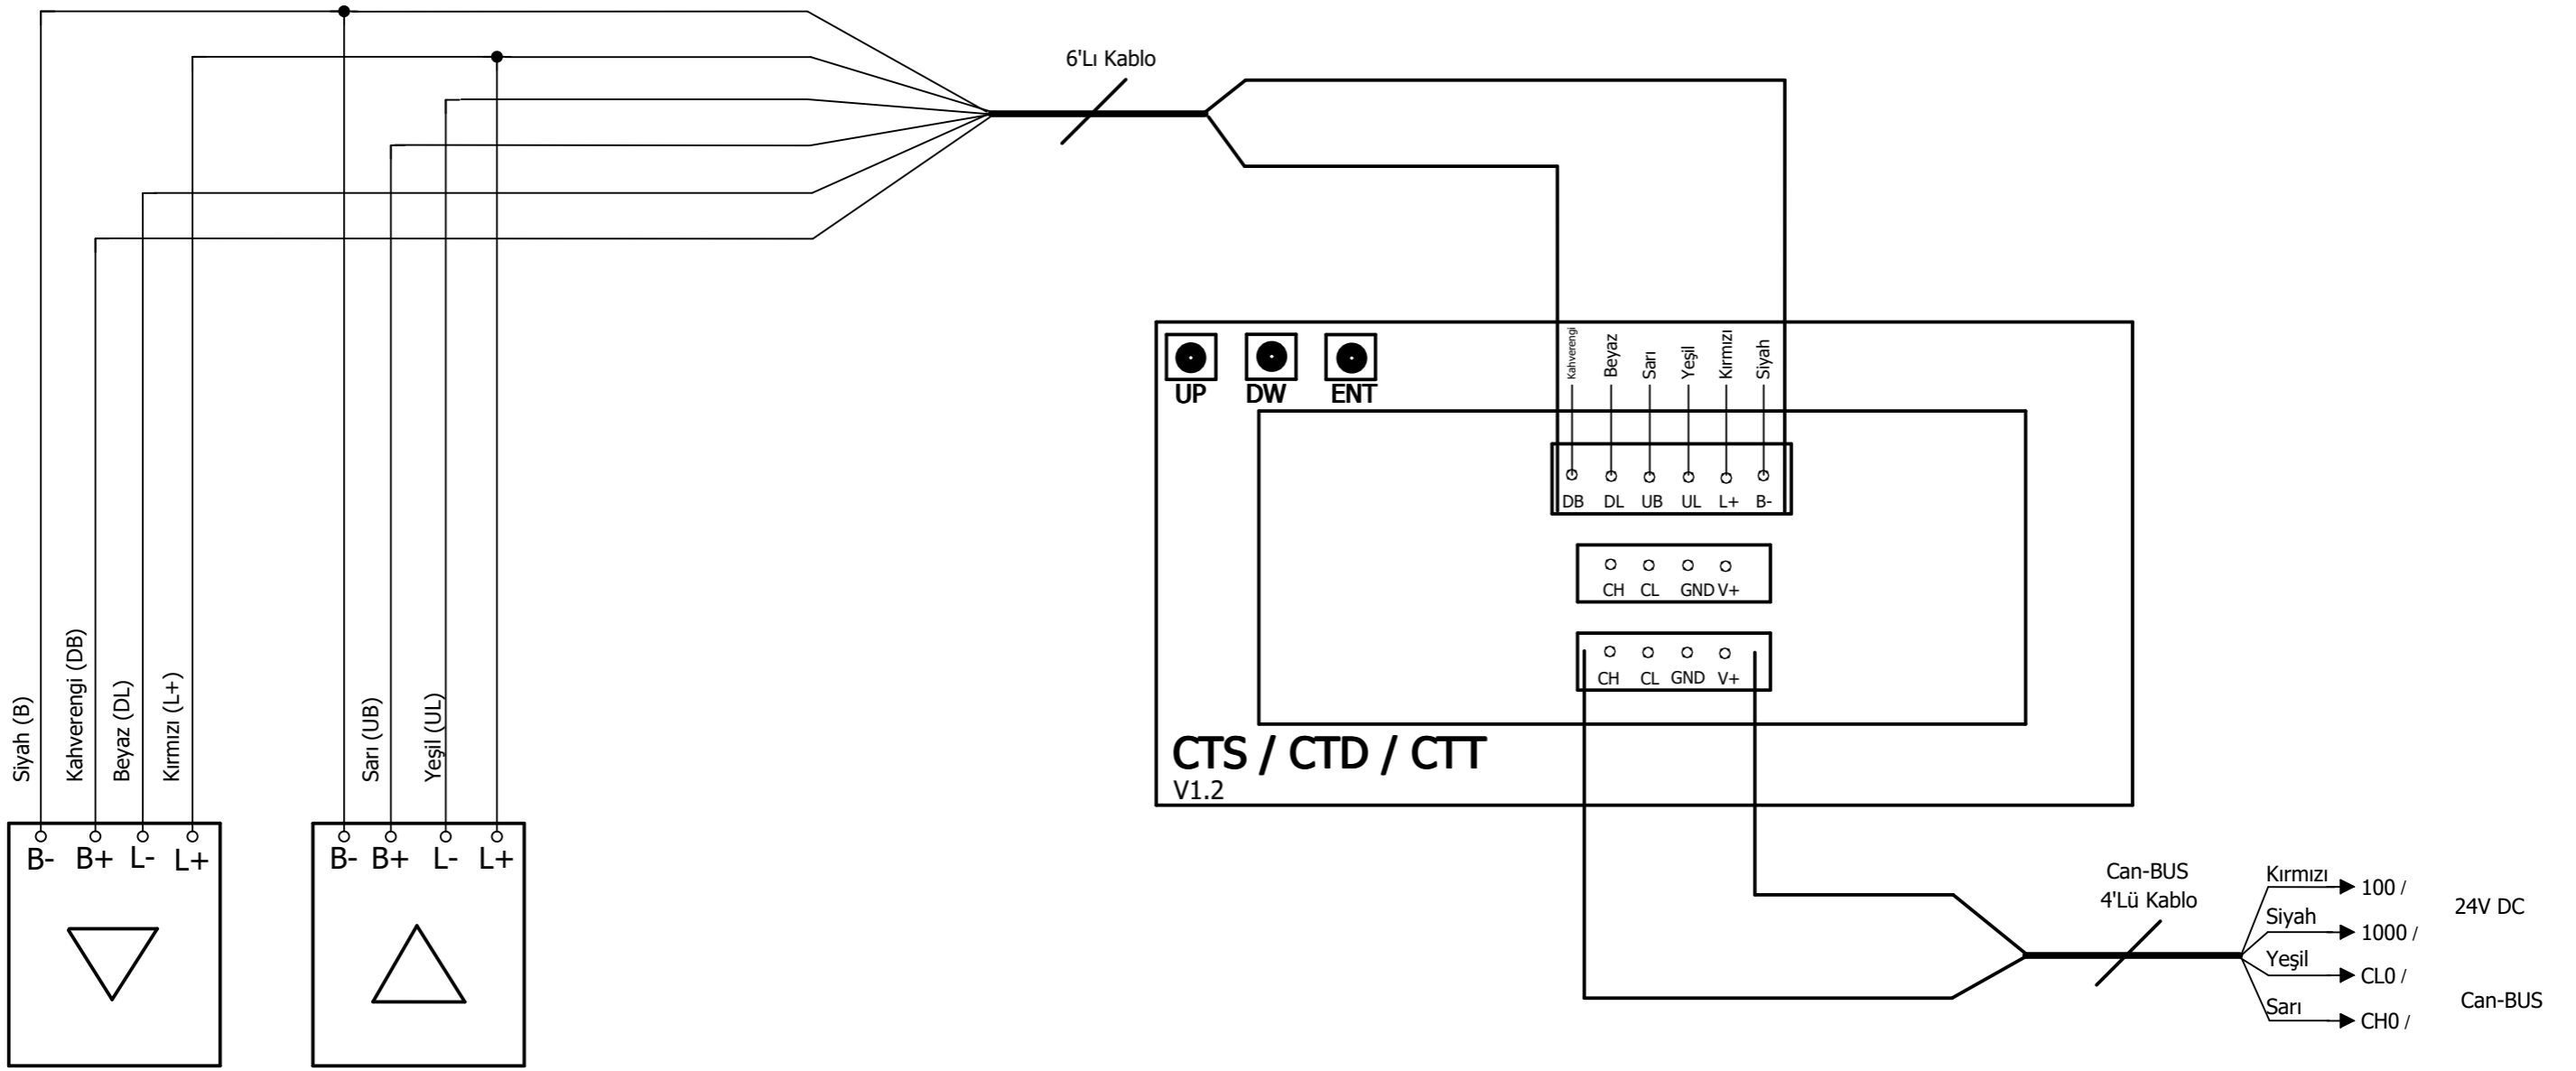 6'Lı Kablo
Kahverengi
Beyaz
Sarı
Yeşil
Kırmızı
Siyah
UP
DW
ENT
DB DL UB UL L+ B-
CH CL GND V+
CH CL GND V+
CTS / CTD / CTT
V1.2
Siyah (B)
Kahverengi (DB)
Beyaz (DL)
Kırmızı (L+)
Sarı (UB)
Yeşil (UL)
B- B+ L- L+
B- B+ L- L+
Can-BUS
4'Lü Kablo
Kırmızı 100 /
24V DC
Siyah 1000 /
Yeşil CL0 /
Can-BUS
Sarı CH0 /